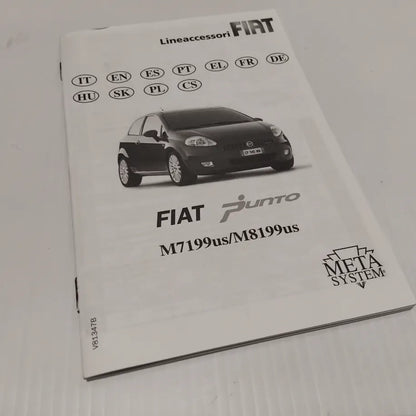 Lineaccessori FIAT
IT EN ES PT EL FR DE
HU SK PL CS
FIAT Punto
M7199us/M8199us
META
SYSTEM
V813478